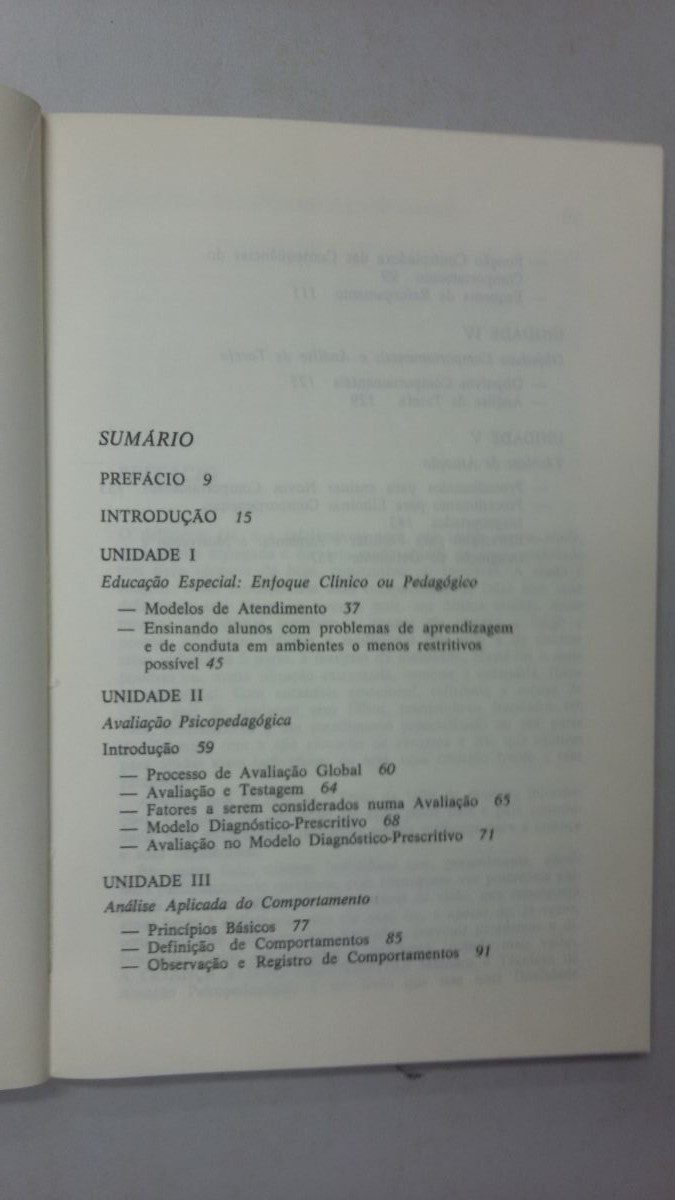 SUMÁRIO
PREFÁCIO 9
INTRODUÇÃO 15
UNIDADE I
Educação Especial: Enfoque Clínico ou Pedagógico
— Modelos de Atendimento 37
— Ensinando alunos com problemas de aprendizagem
e de conduta em ambientes o menos restritivos
possível 45
UNIDADE II
Avaliação Psicopedagógica
Introdução 59
— Processo de Avaliação Global 60
— Avaliação e Testagem 64
— Fatores a serem considerados numa Avaliação 65
— Modelo Diagnóstico-Prescritivo 68
— Avaliação no Modelo Diagnóstico-Prescritivo 71
UNIDADE III
Análise Aplicada do Comportamento
— Princípios Básicos 77
— Definição de Comportamentos 85
— Observação e Registro de Comportamentos 91